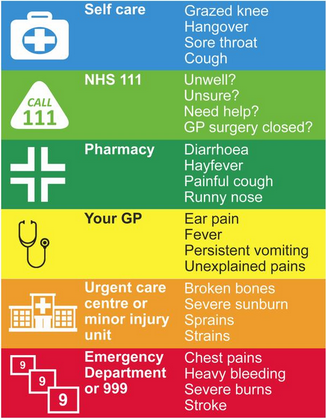 Self care
Grazed knee
Hangover
Sore throat
Cough
CALL
111
NHS 111
Unwell?
Unsure?
Need help?
GP surgery closed?
Pharmacy
Diarrhoea
Hayfever
Painful cough
Runny nose
Your GP
Ear pain
Fever
Persistent vomiting
Unexplained pains
Urgent care
centre or
minor injury
unit
Broken bones
Severe sunburn
Sprains
Strains
9
9
9
Emergency
Department
or 999
Chest pains
Heavy bleeding
Severe burns
Stroke